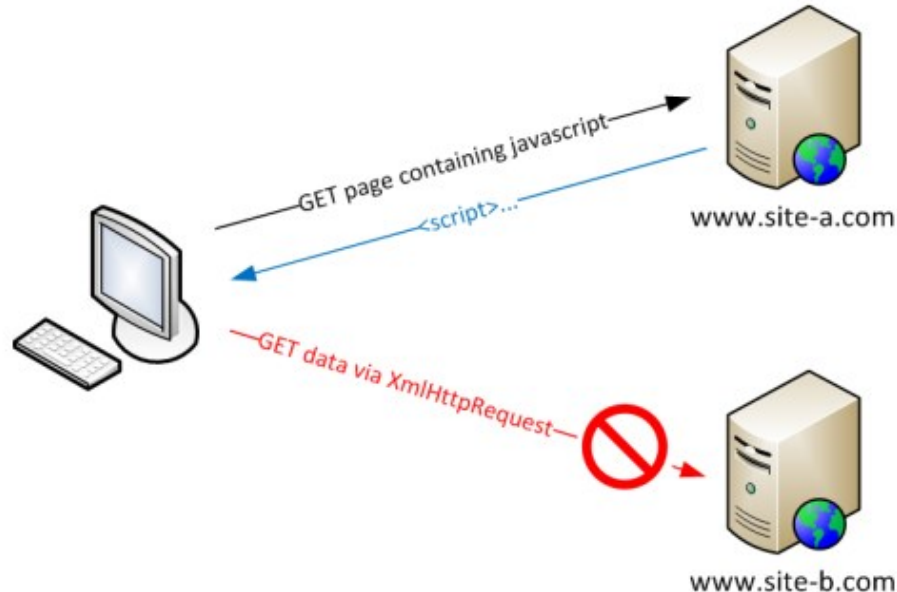 GET page containing javascript
<script>...
www.site-a.com
GET data via XmlHttpRequest
www.site-b.com